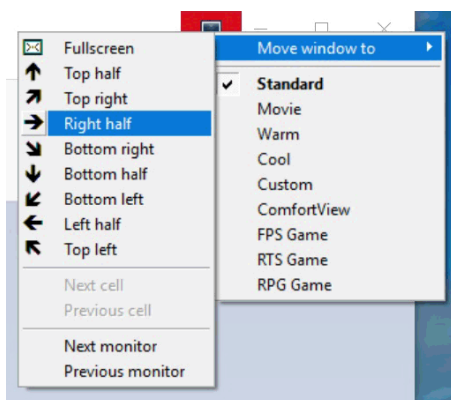 Fullscreen
Top half
Top right
Right half
Bottom right
Bottom half
Bottom left
Left half
Top left
Next cell
Previous cell
Next monitor
Previous monitor
Move window to
Standard
Movie
Warm
Cool
Custom
ComfortView
FPS Game
RTS Game
RPG Game